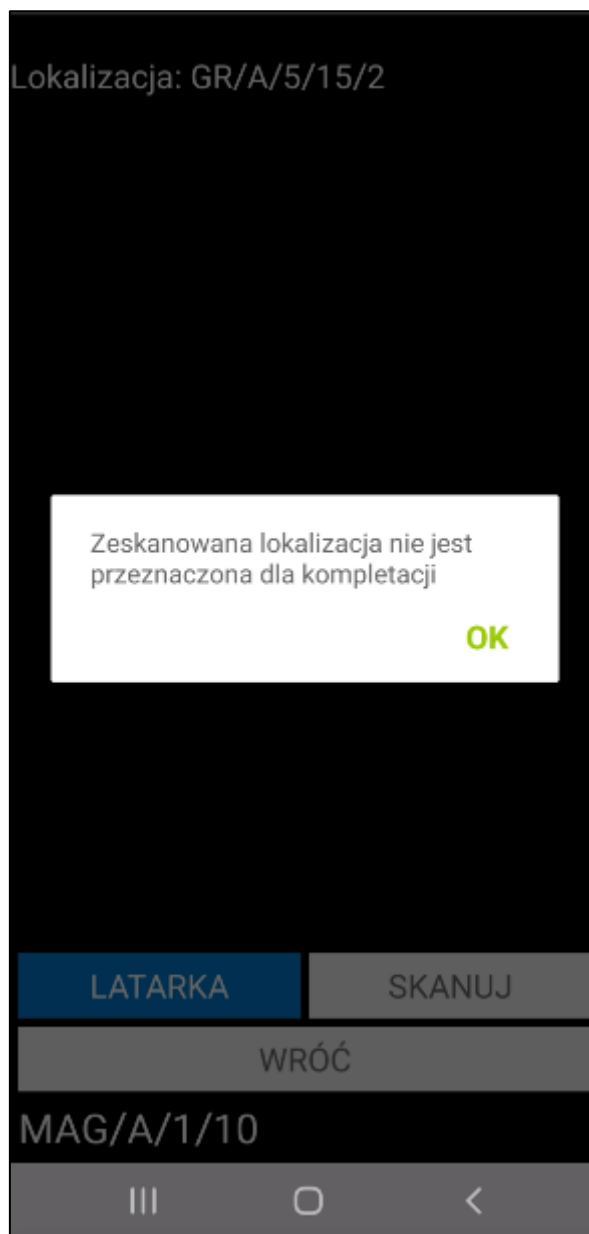 Lokalizacja: GR/A/5/15/2
Zeskanowana lokalizacja nie jest
przeznaczona dla kompletacji
OK
LATARKA
SKANUJ
WRÓĆ
MAG/A/1/10